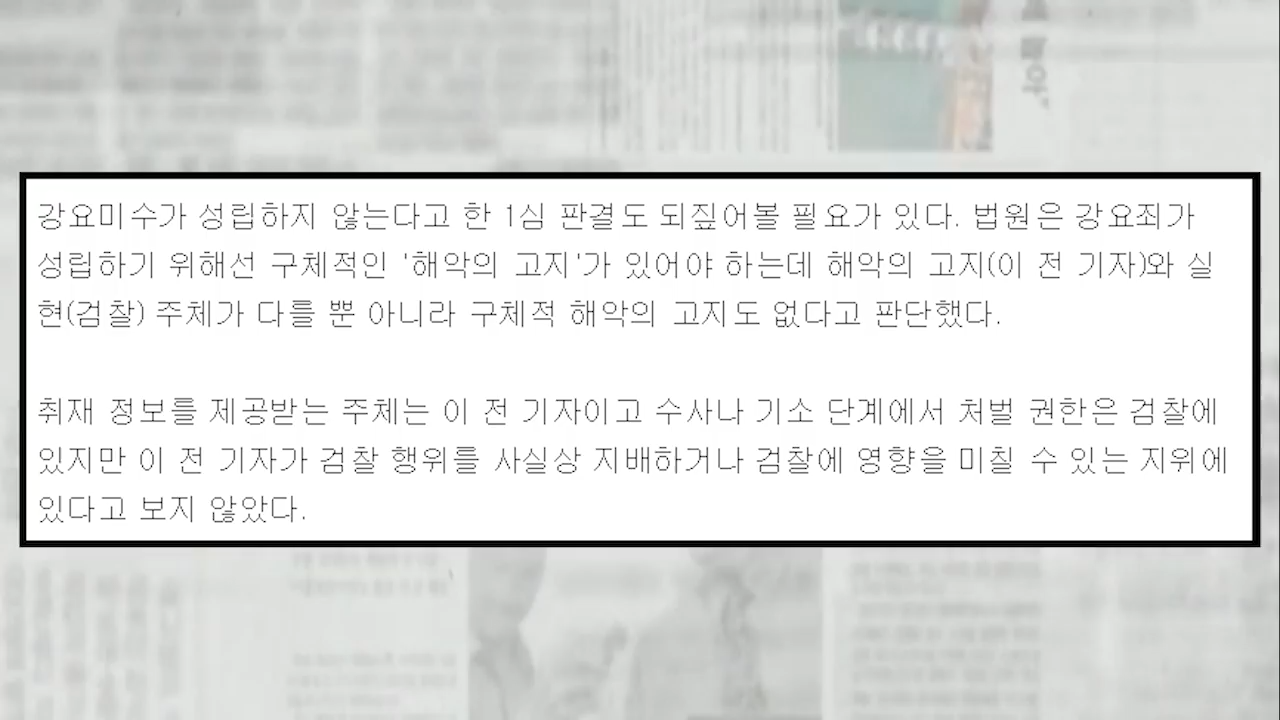 강요미수가 성립하지 않는다고 한 1심 판결도 되짚어볼 필요가 있다. 법원은 강요죄가
성립하기 위해선 구체적인 '해악의 고지'가 있어야 하는데 해악의 고지(이 전 기자)와 실
현(검찰) 주체가 다를 뿐 아니라 구체적 해악의 고지도 없다고 판단했다.
취재 정보를 제공받는 주체는 이 전 기자이고 수사나 기소 단계에서 처벌 권한은 검찰에
있지만 이 전 기자가 검찰 행위를 사실상 지배하거나 검찰에 영향을 미칠 수 있는 지위에
있다고 보지 않았다.